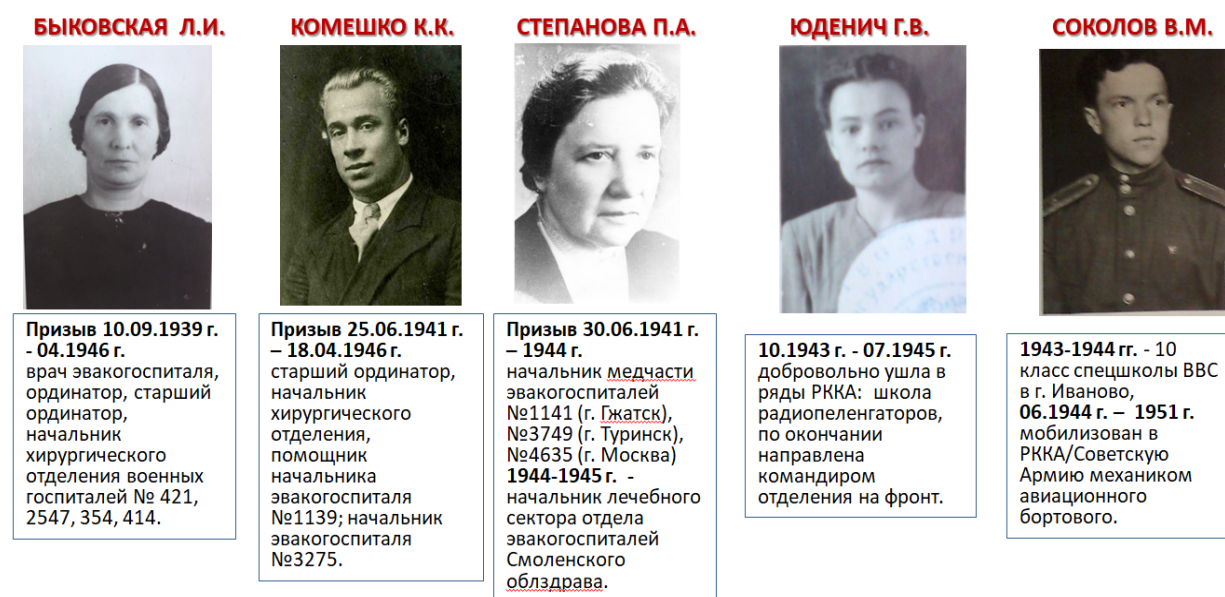 БЫКОВСКАЯ Л.И.
Призыв 10.09.1939 г.
- 04.1946 г.
врач эвакогоспиталя,
ординатор, старший
ординатор,
начальник
хирургического
отделения военных
госпиталей № 421,
2547, 354, 414.
КОМЕШКО К.К.
Призыв 25.06.1941 г.
– 18.04.1946 г.
старший ординатор,
начальник
хирургического
отделения,
помощник
начальника
эвакогоспиталя
№1139; начальник
эвакогоспиталя
№3275.
СТЕПАНОВА П.А.
Призыв 30.06.1941 г.
– 1944 г.
начальник медчасти
эвакогоспиталей
№1141 (г. Гжатск),
№3749 (г. Туринск),
№4635 (г. Москва)
1944-1945 г. -
начальник лечебного
сектора отдела
эвакогоспиталей
Смоленского
облздрава.
ЮДЕНИЧ Г.В.
10.1943 г. - 07.1945 г.
добровольно ушла в
ряды РККА: школа
радиопеленгаторов,
по окончании
направлена
командиром
отделения на фронт.
СОКОЛОВ В.М.
1943-1944 гг. - 10
класс спецшколы ВВС
в г. Иваново,
06.1944 г. – 1951 г.
мобилизован в
РККА/Советскую
Армию механиком
авиационного
бортового.